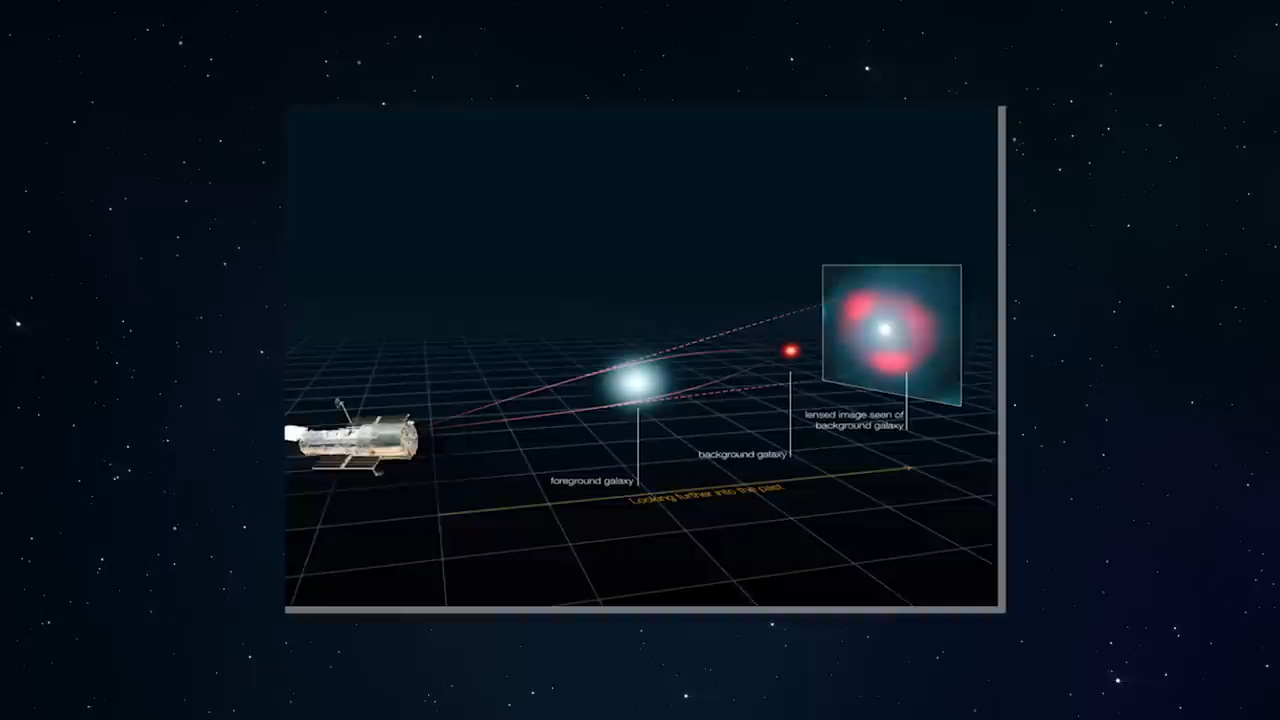 lensed image seen of
background galaxy
background galaxy
foreground galaxy
Looking further into the past